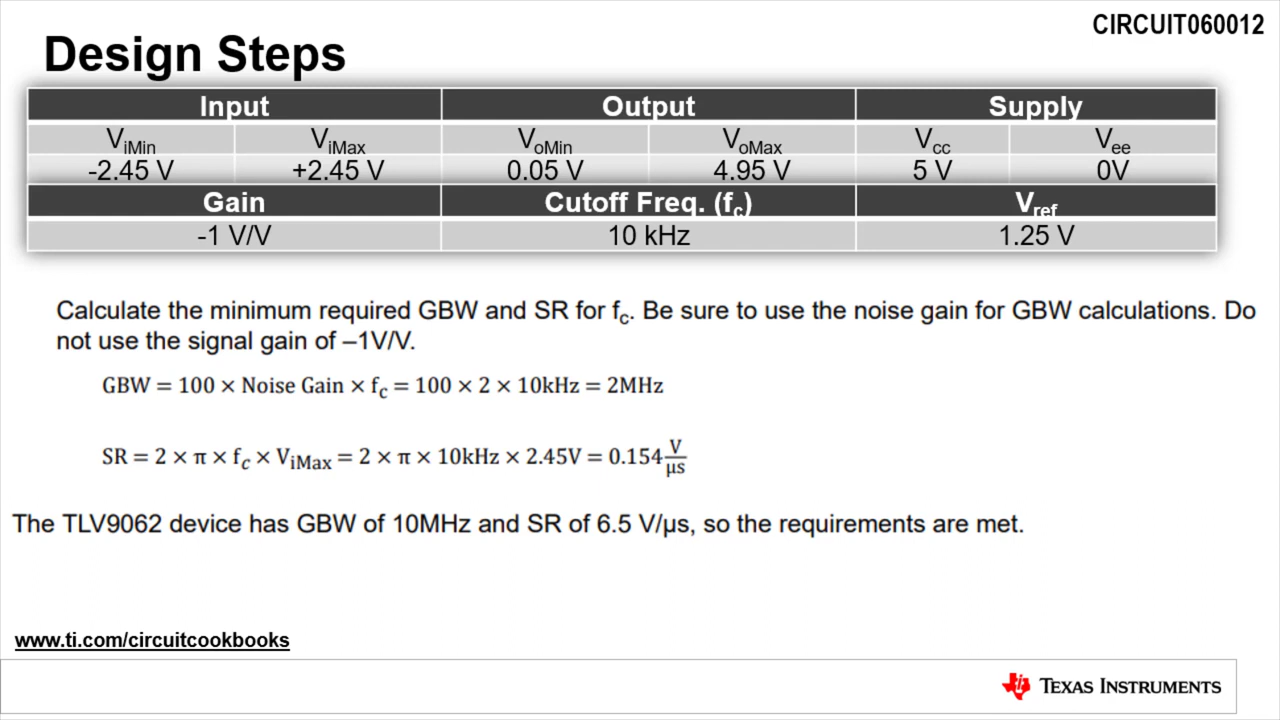 CIRCUIT060012
Design Steps
Input Output Supply
ViMin ViMax VoMin VoMax Vcc Vee
-2.45 V +2.45 V 0.05 V 4.95 V 5 V 0V
Gain Cutoff Freq. (fc) Vref
-1 V/V 10 kHz 1.25 V
Calculate the minimum required GBW and SR for fc. Be sure to use the noise gain for GBW calculations. Do
not use the signal gain of –1V/V.
GBW = 100 × Noise Gain × fc = 100 × 2 × 10kHz = 2MHz
SR = 2 × π × fc × ViMax = 2 × π × 10kHz × 2.45V = 0.154 V/μs
The TLV9062 device has GBW of 10MHz and SR of 6.5 V/μs, so the requirements are met.
www.ti.com/circuitcookbooks
TEXAS INSTRUMENTS